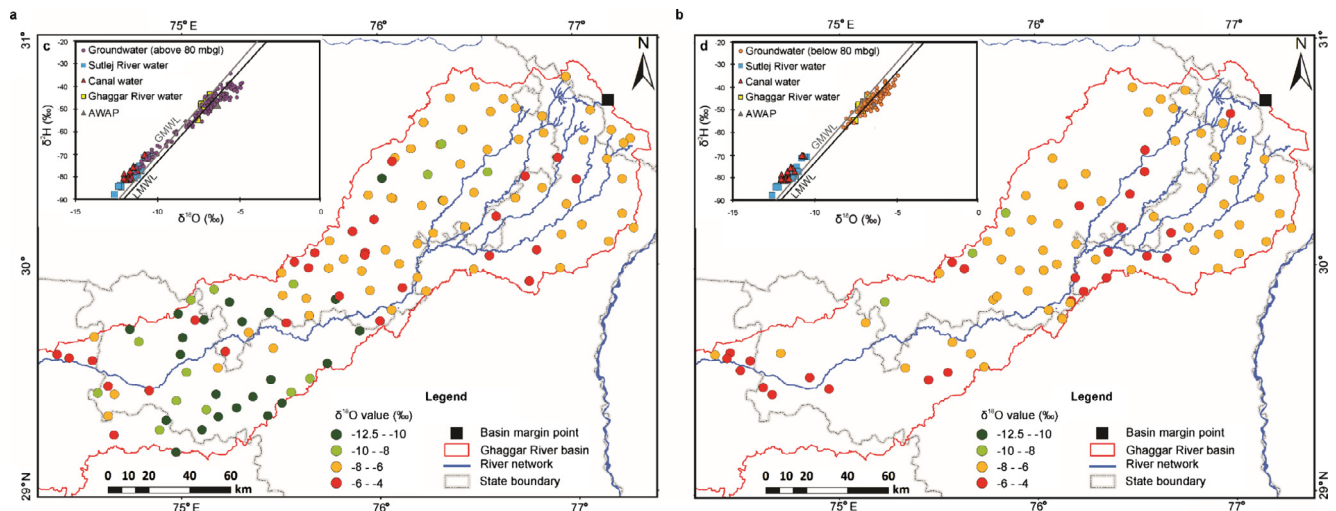 a
75° E
76°
77°
31°
c
-20
-30
-40
-50
-60
-70
-80
-90
δ²H (‰)
Groundwater (above 80 mbgl)
Sutlej River water
Canal water
Ghaggar River water
AWAP
GMWL
LMWL
-15
-10
-5
0
δ¹⁸O (‰)
N
30°
29°N
Legend
δ¹⁸O value (‰)
-12.5 - -10
-10 - -8
-8 - -6
-6 - -4
Basin margin point
Ghaggar River basin
River network
State boundary
0 10 20 40 60
km
75° E
76°
77°
b
75° E
76°
77°
31°
d
-20
-30
-40
-50
-60
-70
-80
-90
δ²H (‰)
Groundwater (below 80 mbgl)
Sutlej River water
Canal water
Ghaggar River water
AWAP
GMWL
LMWL
-15
-10
-5
0
δ¹⁸O (‰)
N
30°
29°N
Legend
δ¹⁸O value (‰)
-12.5 - -10
-10 - -8
-8 - -6
-6 - -4
Basin margin point
Ghaggar River basin
River network
State boundary
0 10 20 40 60
km
75° E
76°
77°